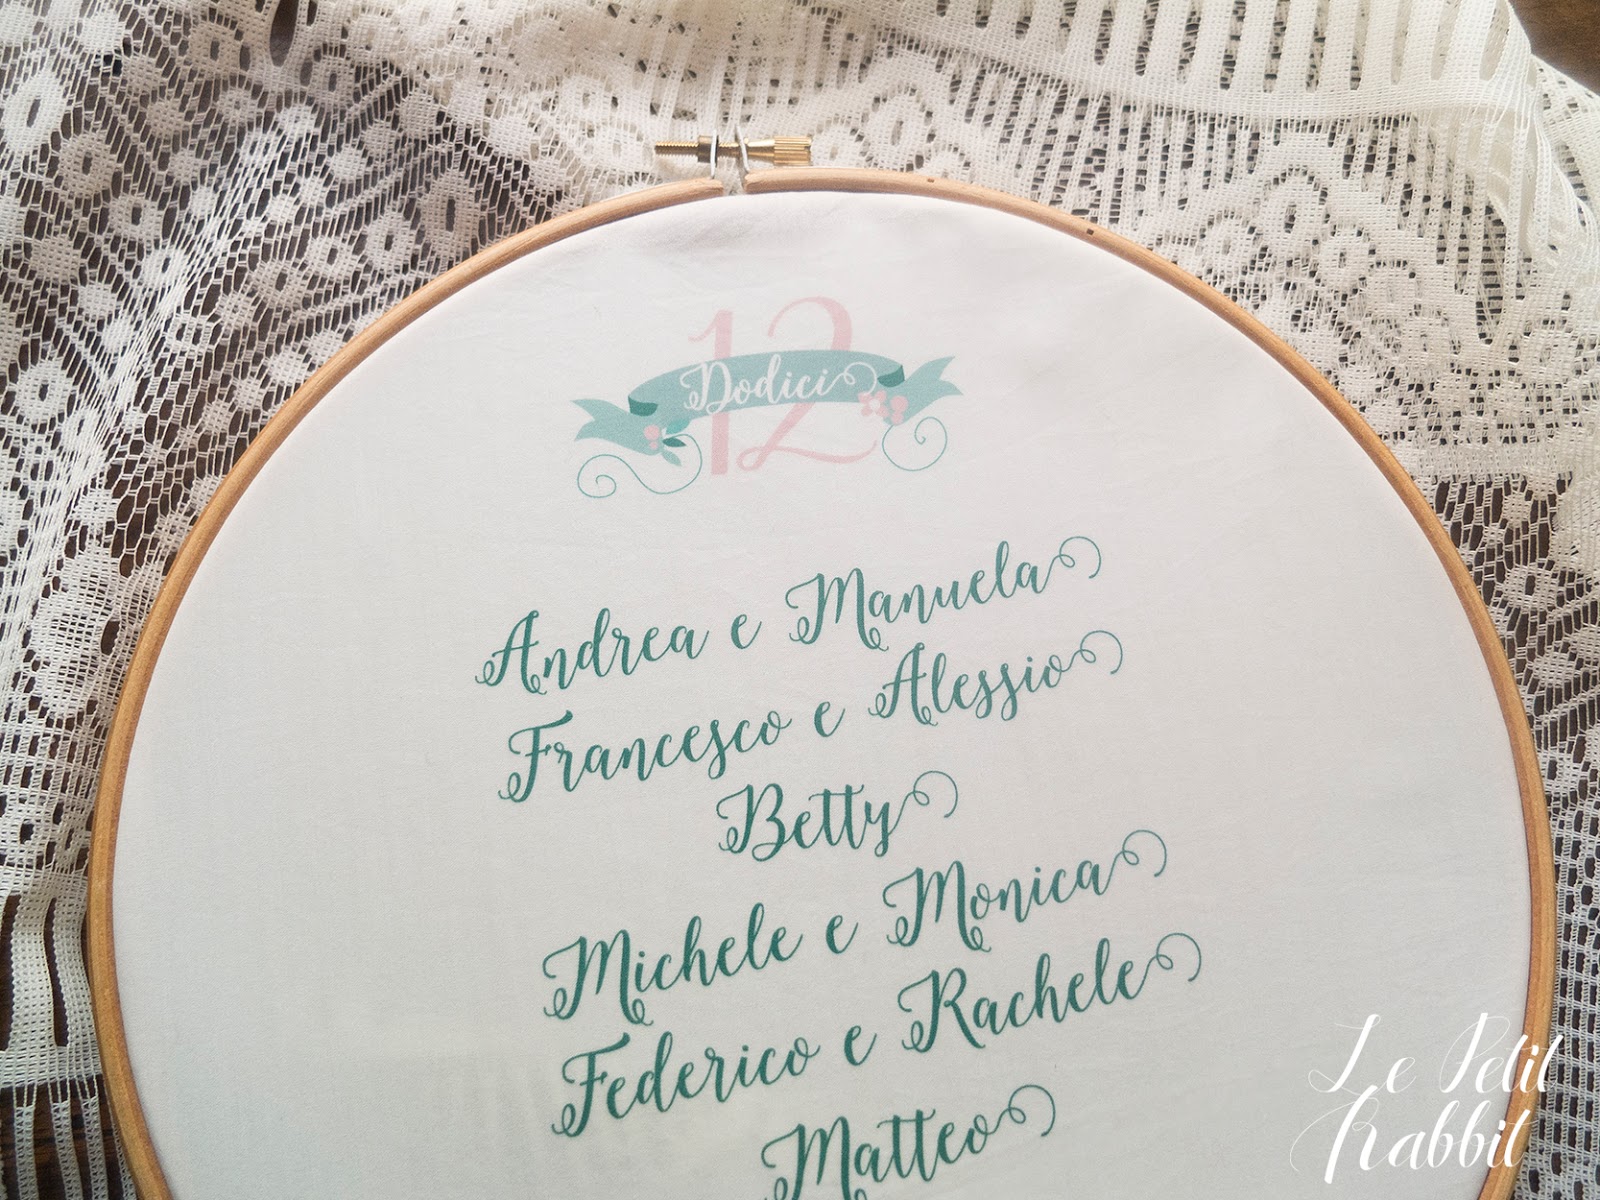 12
Dodici
Andrea e Manuela
Francesco e Alessio
Betty
Michele e Monica
Federico e Rachele
Matteo
Le Petit
Rabbit